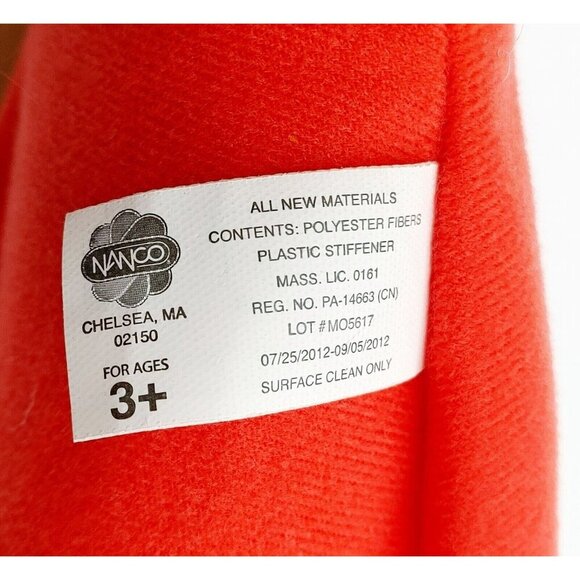 NANCO
CHELSEA, MA
02150
FOR AGES
3+
ALL NEW MATERIALS
CONTENTS: POLYESTER FIBERS
PLASTIC STIFFENER
MASS. LIC. 0161
REG. NO. PA-14663 (CN)
LOT # MO5617
07/25/2012-09/05/2012
SURFACE CLEAN ONLY